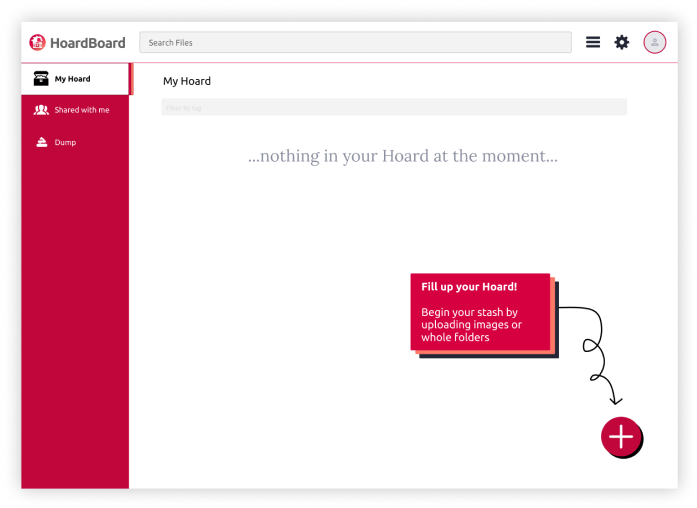 HoardBoard
Search Files
My Hoard
My Hoard
Shared with me
Filter by tag
Dump
...nothing in your Hoard at the moment...
Fill up your Hoard!
Begin your stash by
uploading images or
whole folders